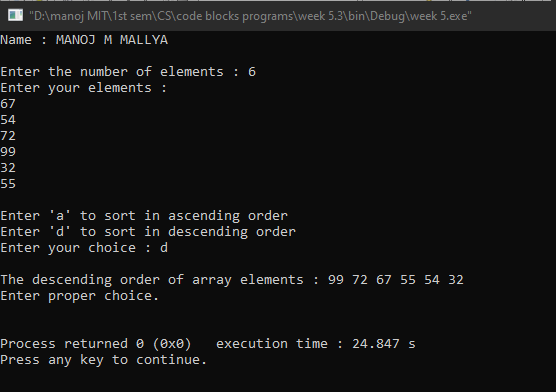 "D:\manoj MIT\1st sem\CS\code blocks programs\week 5.3\bin\Debug\week 5.exe"
Name : MANOJ M MALLYA
Enter the number of elements : 6
Enter your elements :
67
54
72
99
32
55
Enter 'a' to sort in ascending order
Enter 'd' to sort in descending order
Enter your choice : d
The descending order of array elements : 99 72 67 55 54 32
Enter proper choice.
Process returned 0 (0x0)   execution time : 24.847 s
Press any key to continue.